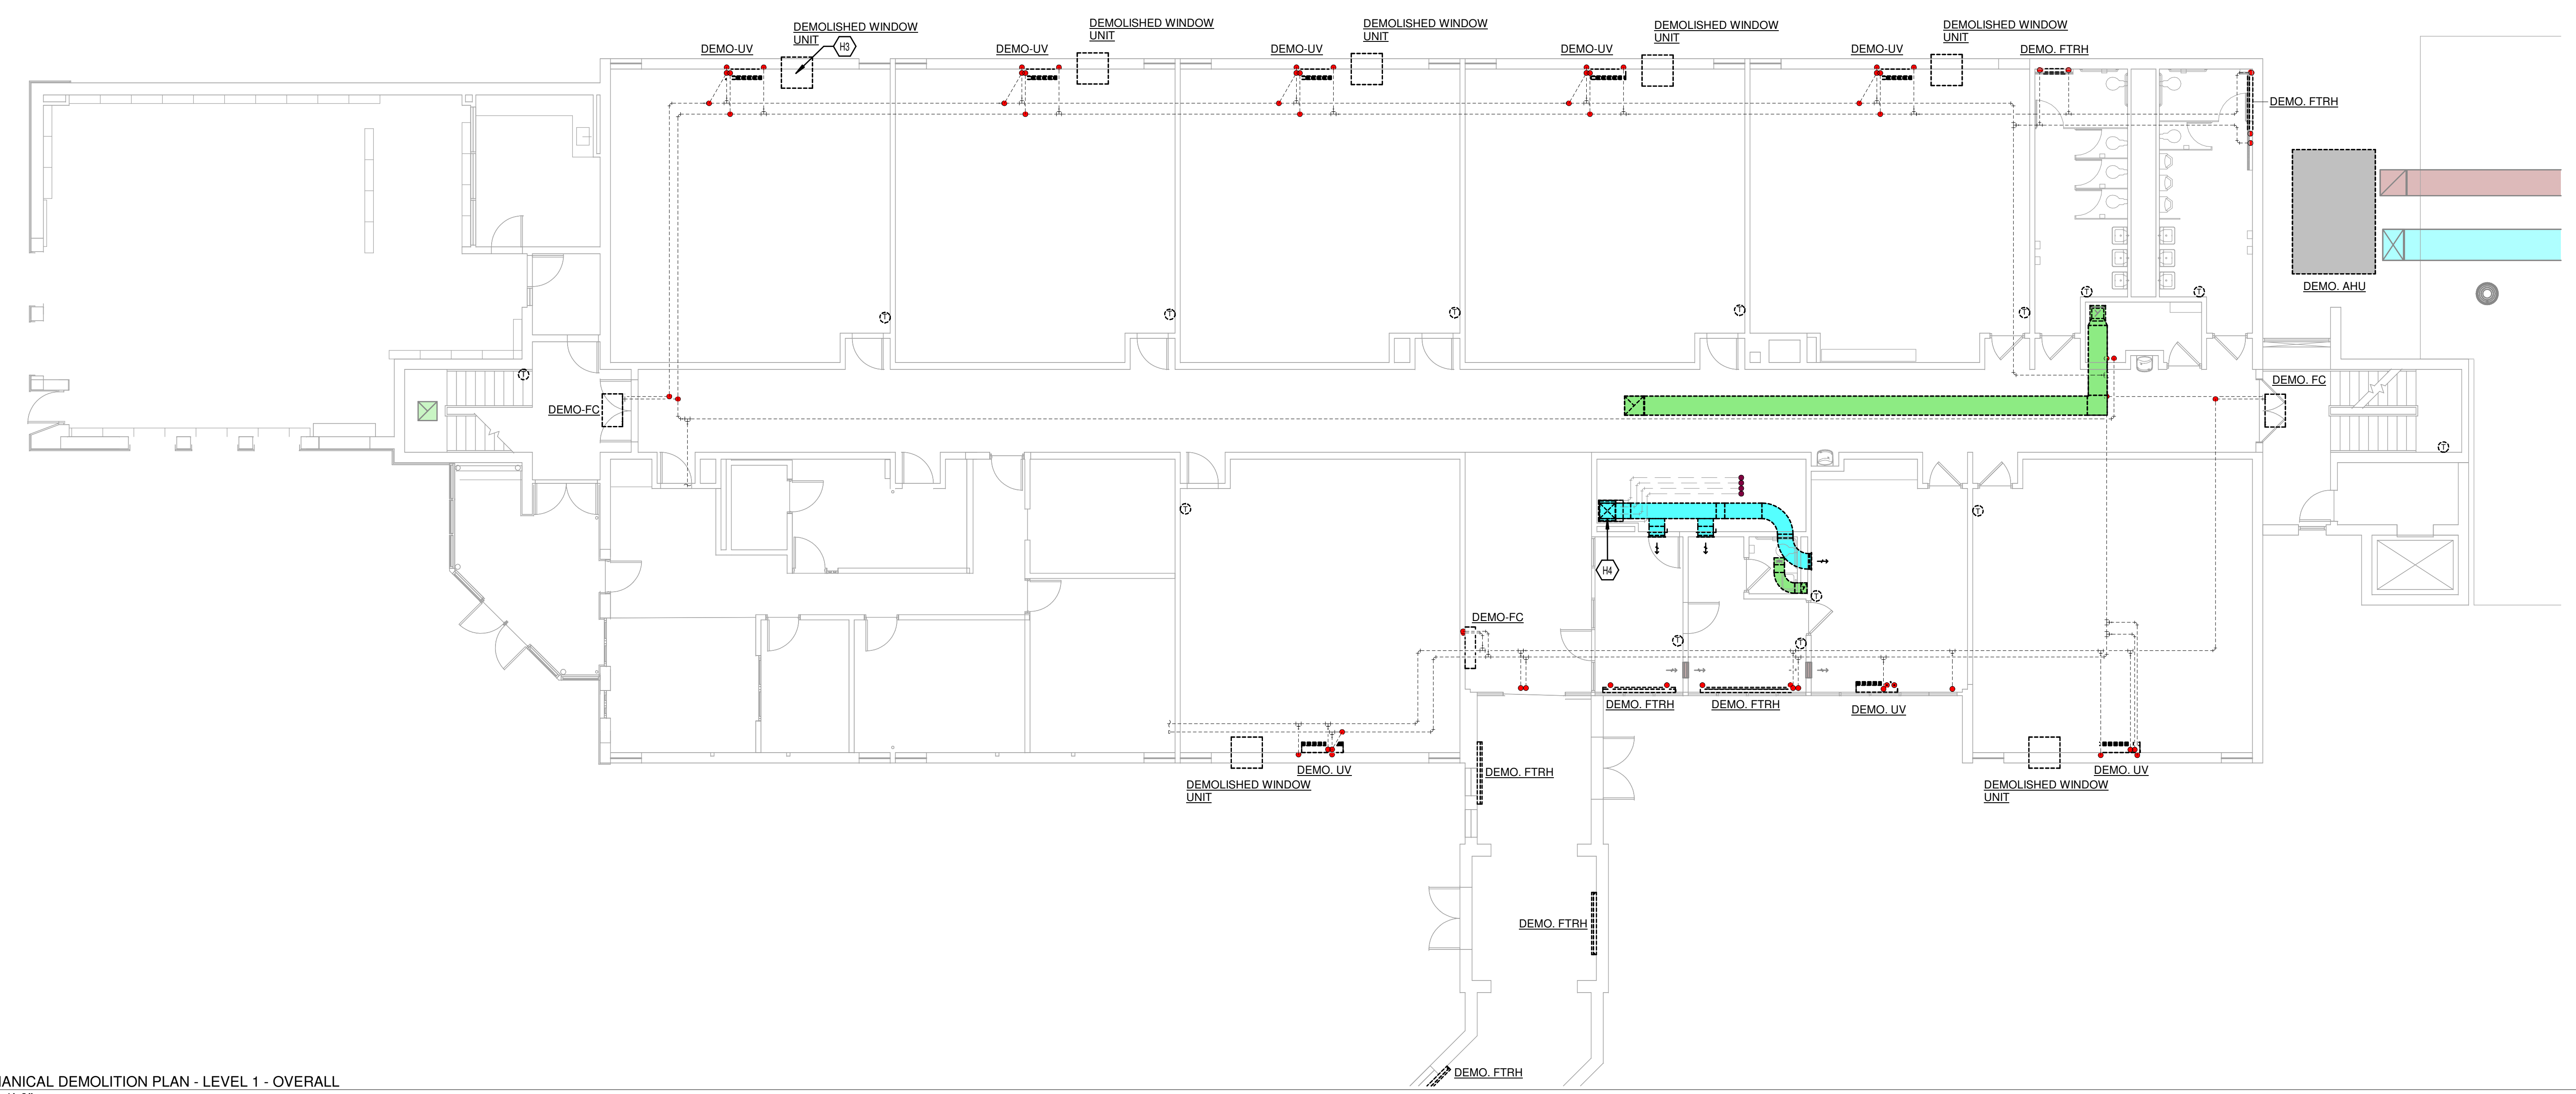 DEMOLISHED WINDOW
UNIT
H3
DEMO-UV
DEMOLISHED WINDOW
UNIT
DEMO-UV
DEMOLISHED WINDOW
UNIT
DEMO-UV
DEMOLISHED WINDOW
UNIT
DEMO-UV
DEMOLISHED WINDOW
UNIT
DEMO-UV
DEMO. FTRH
DEMO. FTRH
DEMO. AHU
T
T
T
T
T
T
T
T
DEMO-FC
DEMO. FC
T
T
T
H4
T
DEMO-FC
T
T
DEMO. FTRH
DEMO. FTRH
DEMO. UV
DEMO. UV
DEMOLISHED WINDOW
UNIT
DEMO. FTRH
DEMO. UV
DEMOLISHED WINDOW
UNIT
DEMO. FTRH
DEMO. FTRH
ANICAL DEMOLITION PLAN - LEVEL 1 - OVERALL